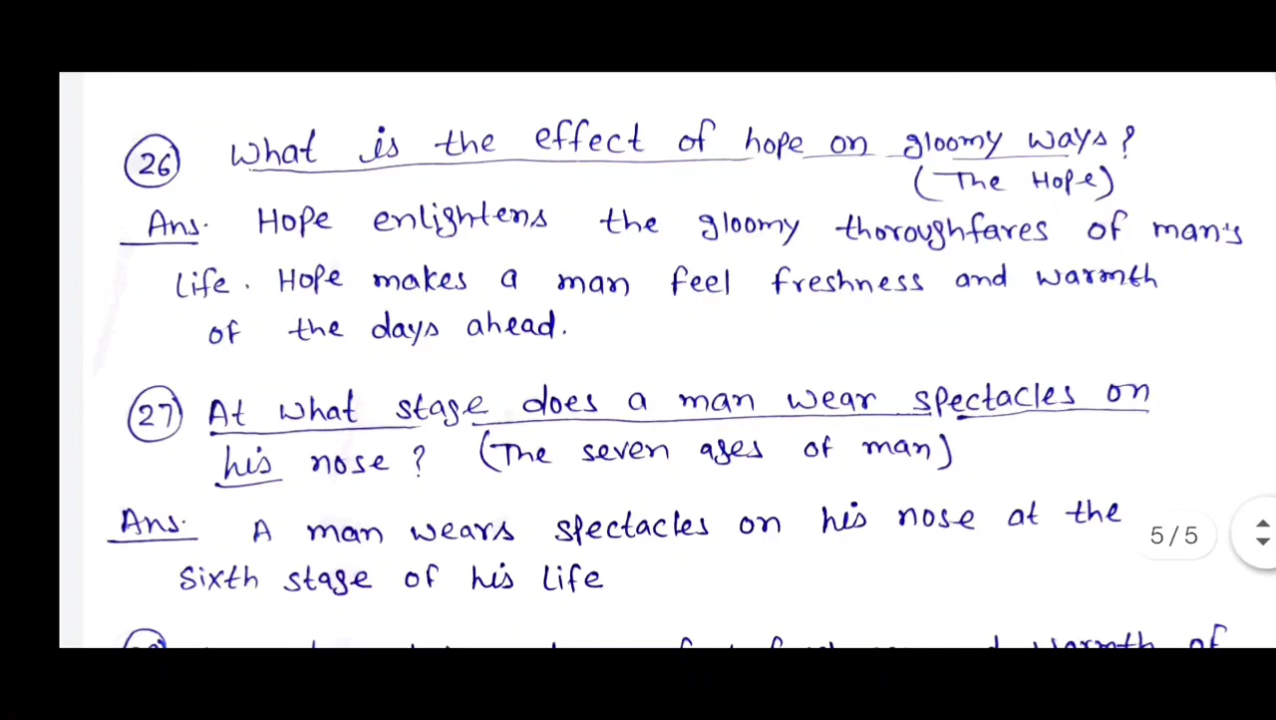 26 What is the effect of hope on gloomy ways?
(The Hope)
Ans. Hope enlightens the gloomy thoroughfares of man's
life. Hope makes a man feel freshness and warmth
of the days ahead.
27 At what stage does a man wear spectacles on
his nose? (The seven ages of man)
Ans. A man wears spectacles on his nose at the
5/5
Sixth stage of his life
warmth of